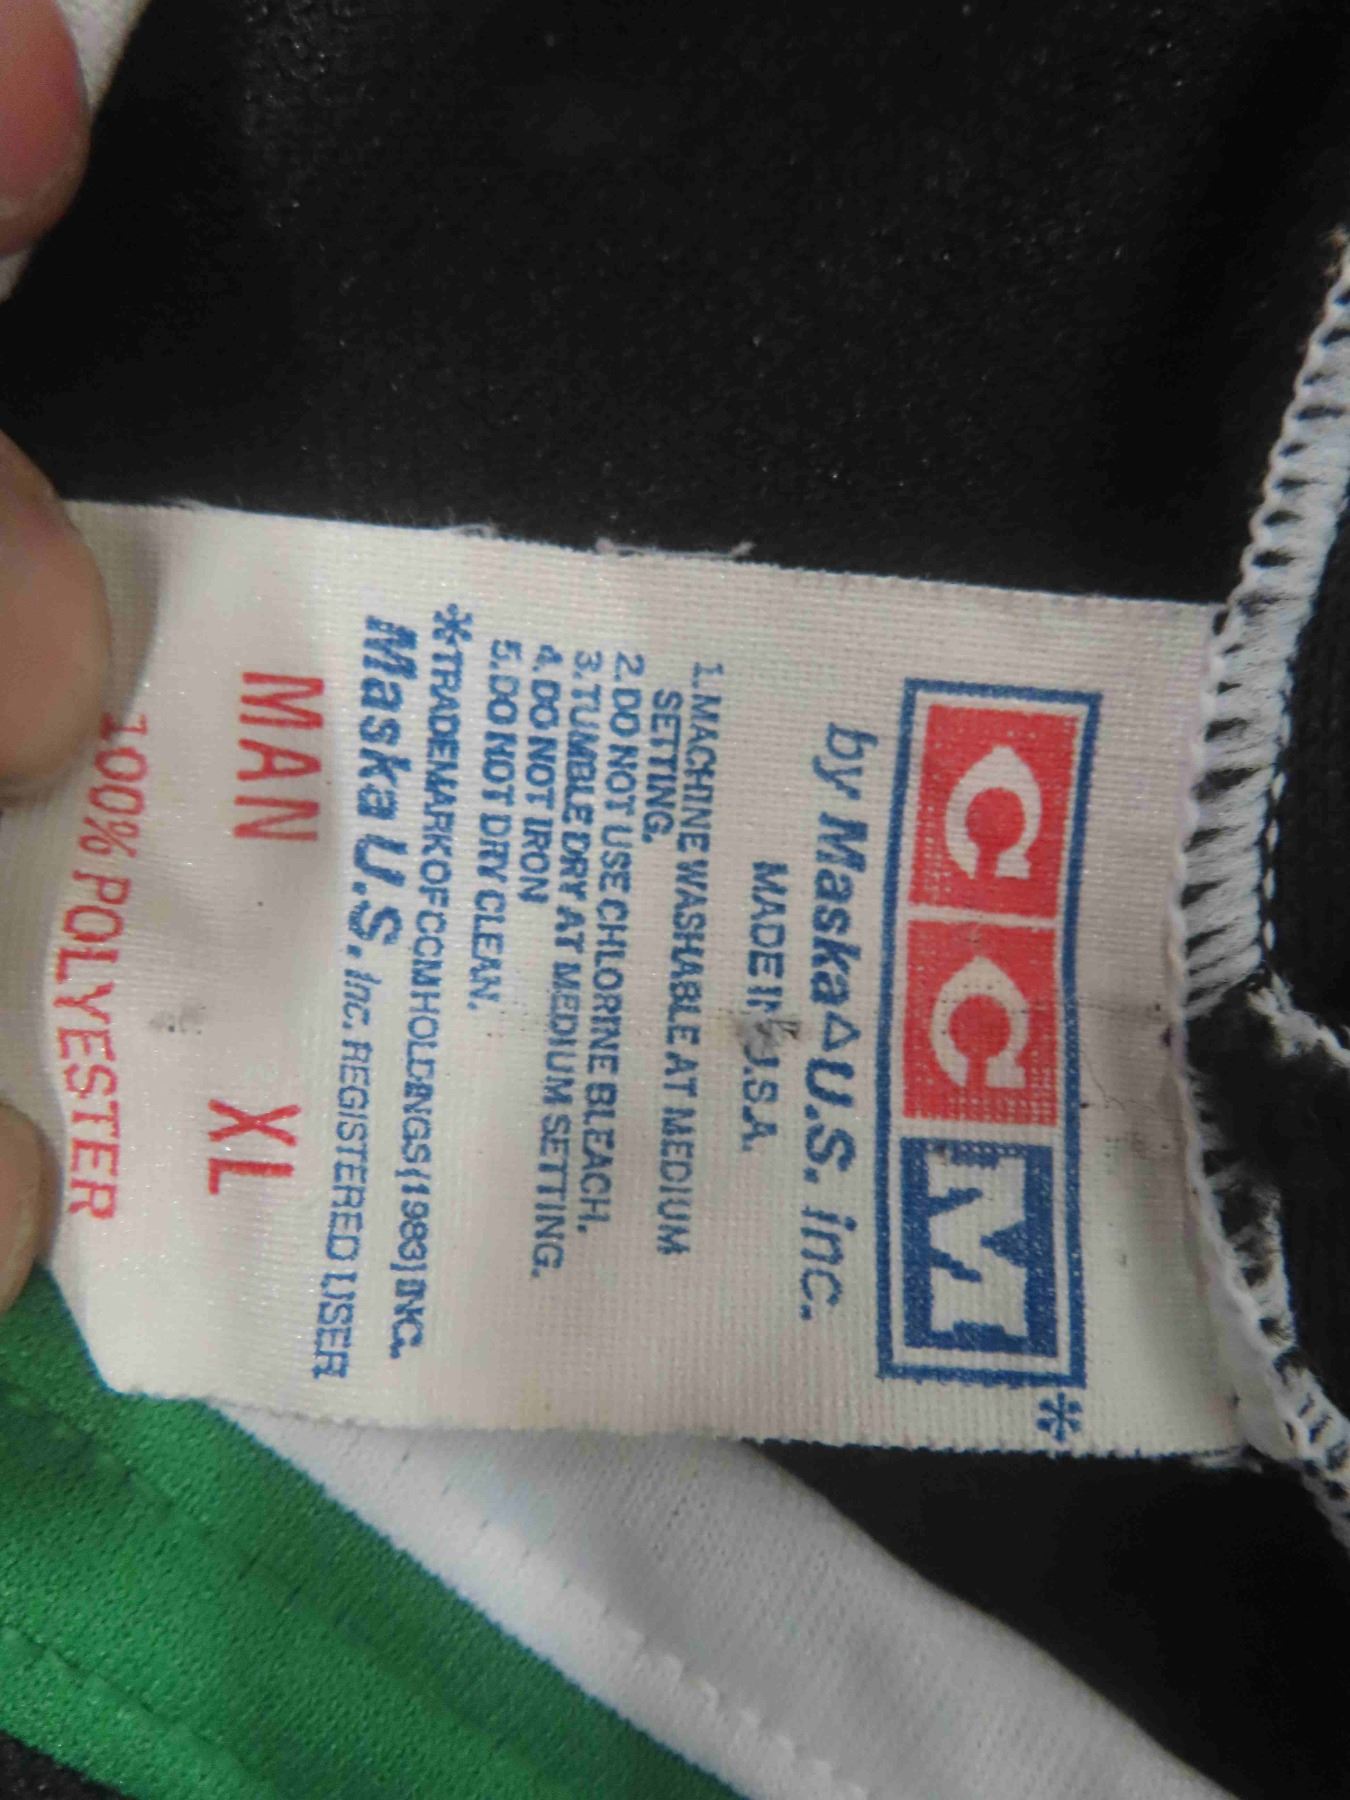 CCM*
by Maska U.S. inc.
MADE IN U.S.A.
1. MACHINE WASHABLE AT MEDIUM
SETTING.
2. DO NOT USE CHLORINE BLEACH.
3. TUMBLE DRY AT MEDIUM SETTING.
4. DO NOT IRON
5. DO NOT DRY CLEAN.
*TRADEMARK OF CCM HOLDINGS (1983) INC.
Maska U.S. Inc. REGISTERED USER
MAN XL
100% POLYESTER